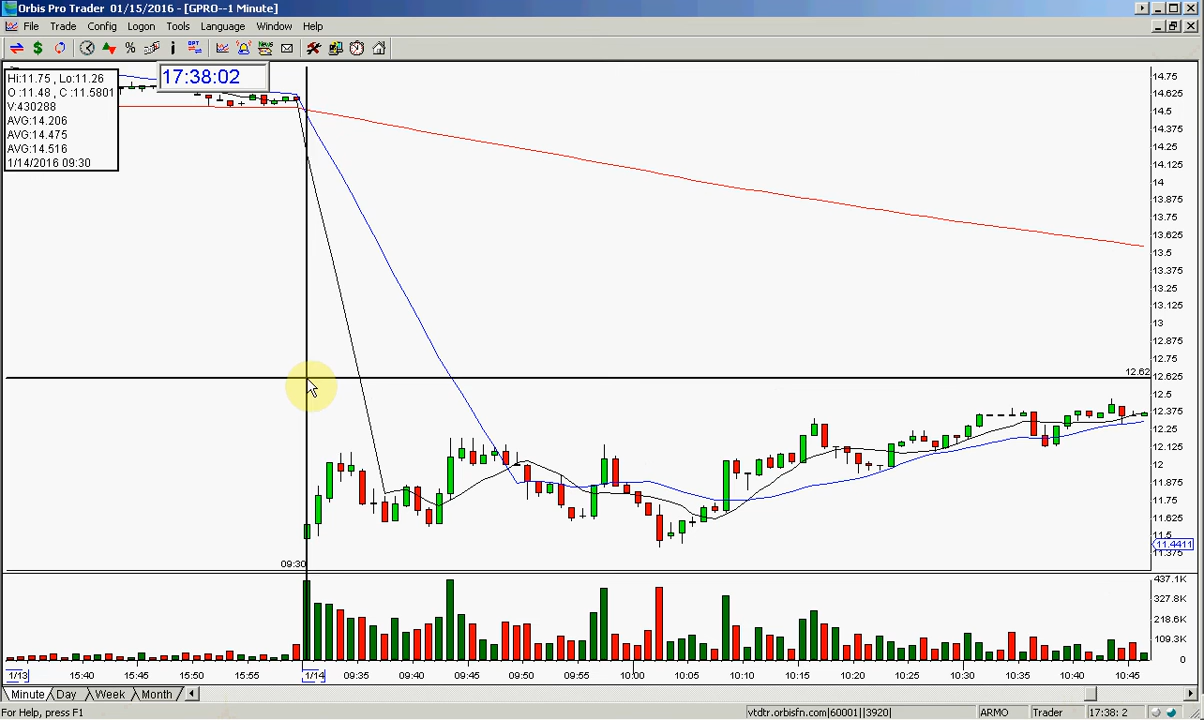 Orbis Pro Trader 01/15/2016 - [GPRO--1 Minute]
File Trade Config Logon Tools Language Window Help
17:38:02
Hi:11.75 , Lo:11.26
O :11.48 , C :11.5801
V:430288
AVG:14.206
AVG:14.475
AVG:14.516
1/14/2016 09:30
14.75
14.625
14.5
14.375
14.25
14.125
14
13.875
13.75
13.625
13.5
13.375
13.25
13.125
13
12.875
12.75
12.62
12.625
12.5
12.375
12.25
12.125
12
11.875
11.75
11.625
11.5
11.4411
11.375
09:30
437.1K
327.8K
218.6K
109.3K
0
1/13 15:40 15:45 15:50 15:55 1/14 09:35 09:40 09:45 09:50 09:55 10:00 10:05 10:10 10:15 10:20 10:25 10:30 10:35 10:40 10:45
Minute Day Week Month
For Help, press F1 vtdtr.orbisfn.com|60001||3920| ARMO Trader 17:38: 2